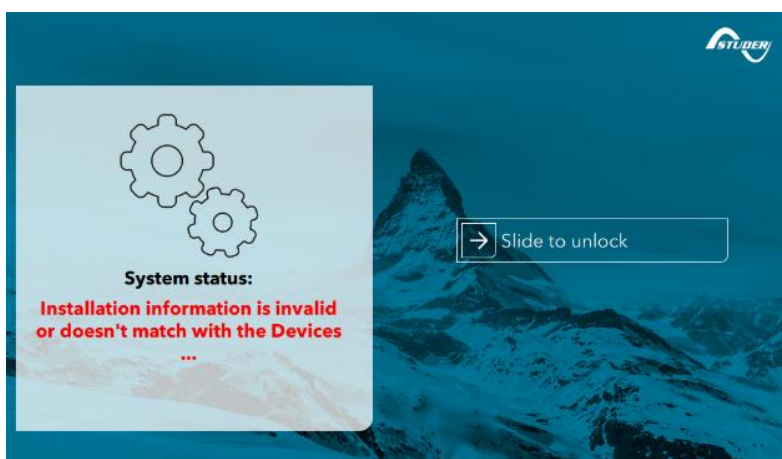 STUDER
System status:
Installation information is invalid
or doesn't match with the Devices
...
Slide to unlock